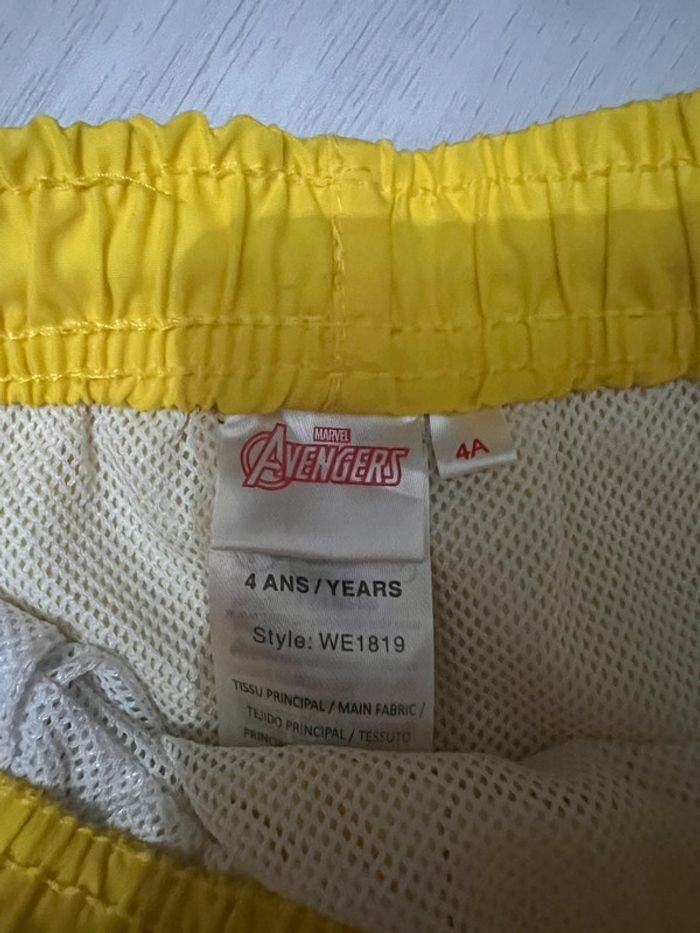 MARVEL
AVENGERS
4A
4 ANS / YEARS
Style: WE1819
TISSU PRINCIPAL / MAIN FABRIC /
TEJIDO PRINCIPAL / TESSUTO